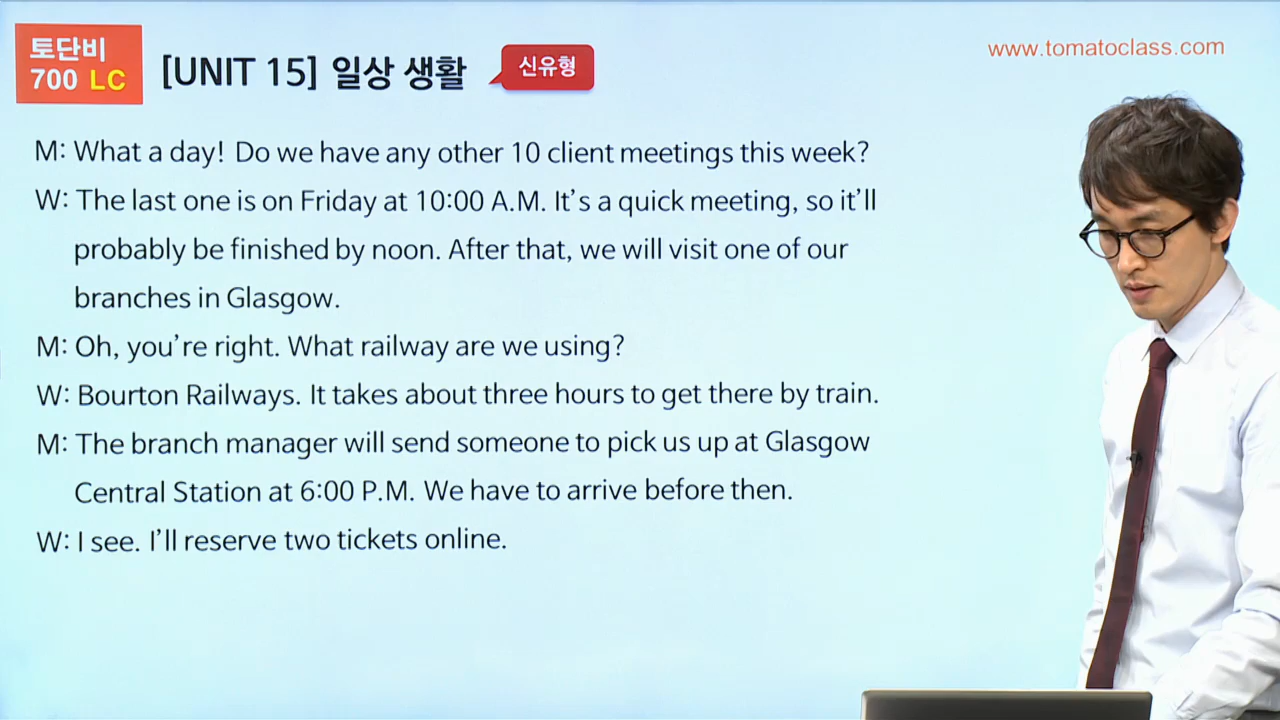 토단비
700 LC
[UNIT 15] 일상 생활
신유형
www.tomatoclass.com
M: What a day! Do we have any other 10 client meetings this week?
W: The last one is on Friday at 10:00 A.M. It's a quick meeting, so it'll
probably be finished by noon. After that, we will visit one of our
branches in Glasgow.
M: Oh, you're right. What railway are we using?
W: Bourton Railways. It takes about three hours to get there by train.
M: The branch manager will send someone to pick us up at Glasgow
Central Station at 6:00 P.M. We have to arrive before then.
W: I see. I'll reserve two tickets online.